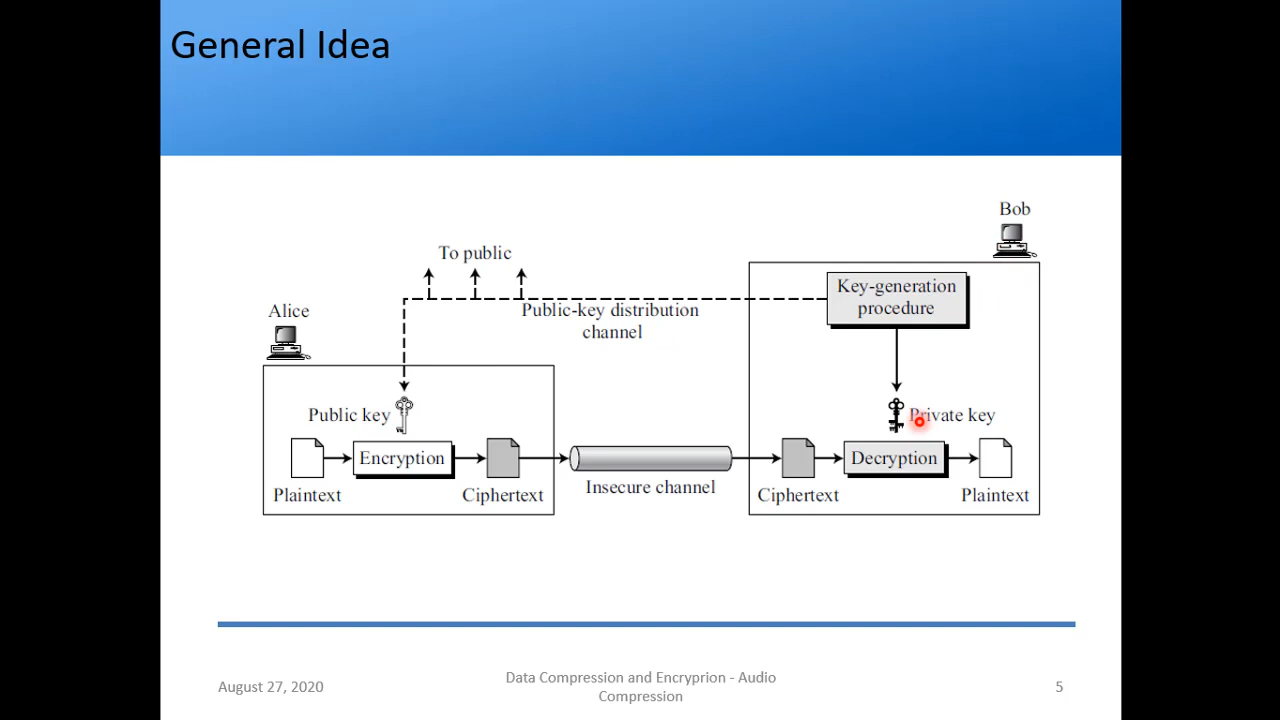 General Idea
Bob
To public
Key-generation
procedure
Public-key distribution
channel
Alice
Public key
Private key
Encryption
Decryption
Plaintext
Ciphertext
Insecure channel
Ciphertext
Plaintext
August 27, 2020
Data Compression and Encryprion - Audio
Compression
5